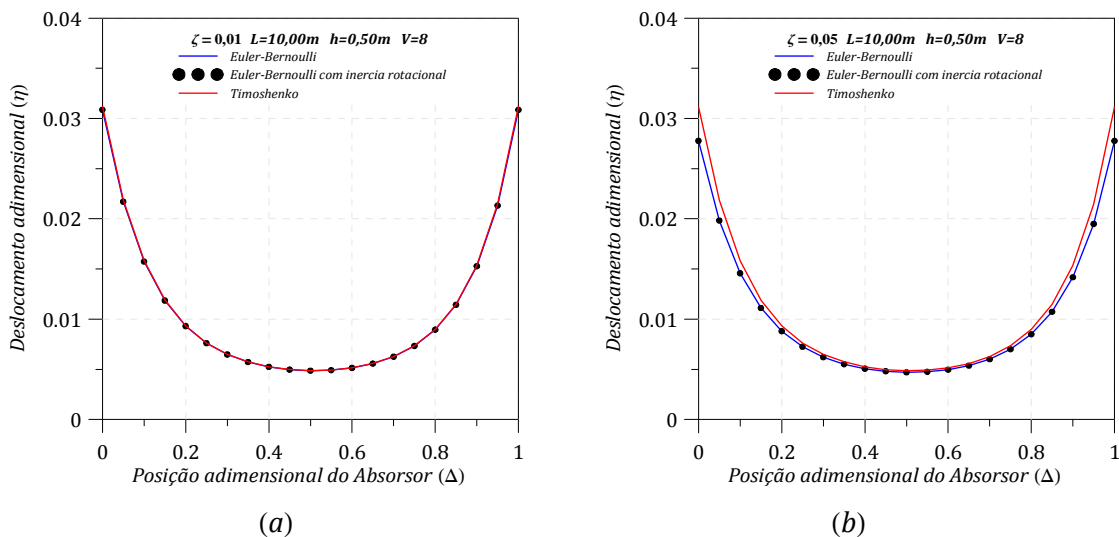 0.04
ζ = 0,01 L=10,00m h=0,50m V=8
Euler-Bernoulli
Euler-Bernoulli com inercia rotacional
Timoshenko
0.03
0.02
0.01
0
Deslocamento adimensional (η)
0 0.2 0.4 0.6 0.8 1
Posição adimensional do Absorsor (Δ)
(a)
0.04
ζ = 0,05 L=10,00m h=0,50m V=8
Euler-Bernoulli
Euler-Bernoulli com inercia rotacional
Timoshenko
0.03
0.02
0.01
0
Deslocamento adimensional (η)
0 0.2 0.4 0.6 0.8 1
Posição adimensional do Absorsor (Δ)
(b)